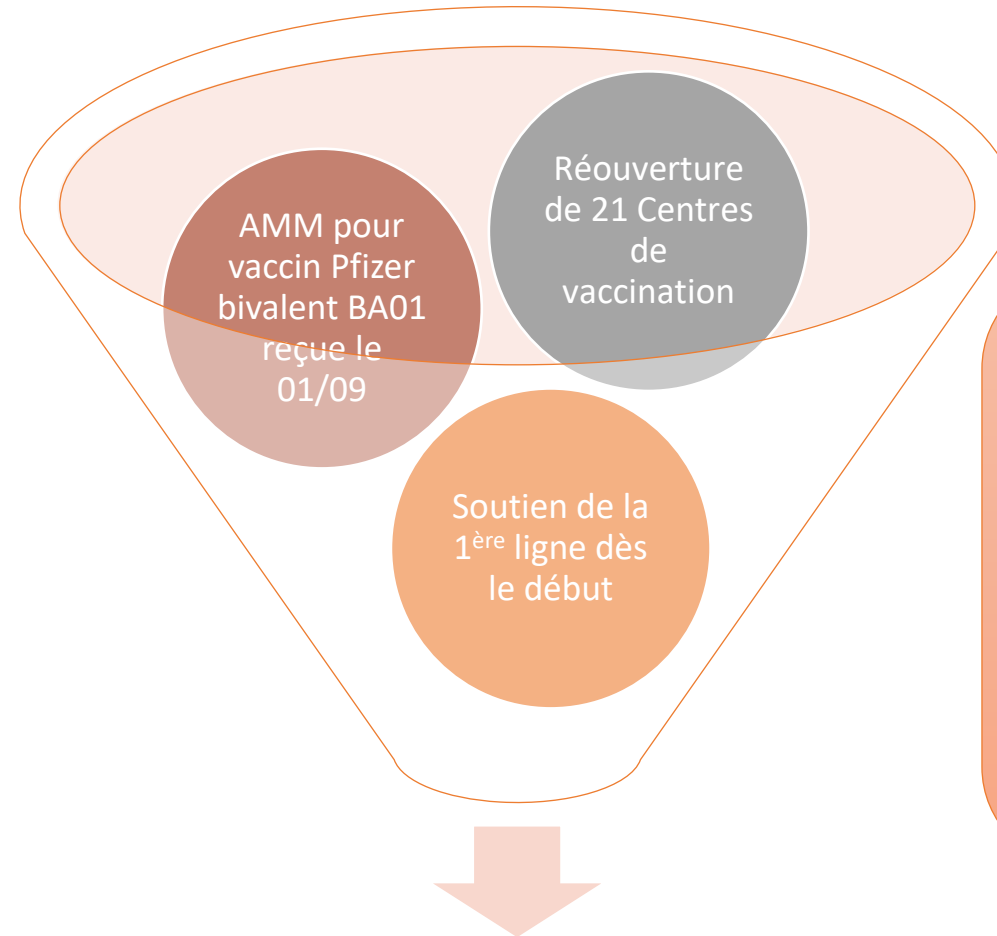 AMM pour
vaccin Pfizer
bivalent BA01
reçue le
01/09
Réouverture
de 21 Centres
de
vaccination
Soutien de la
1ère ligne dès
le début